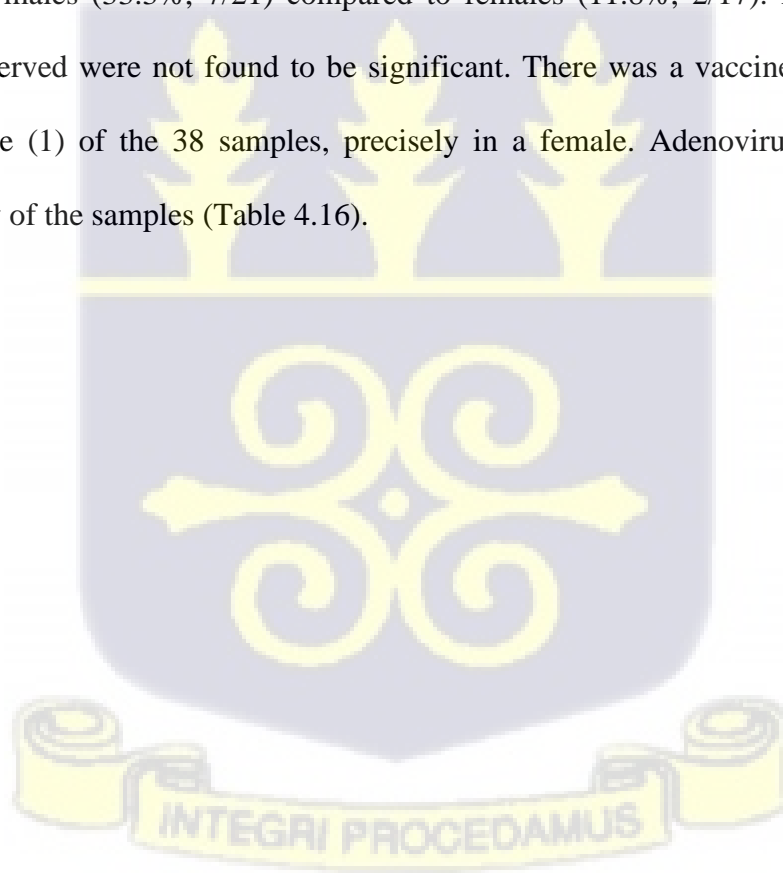 males (33.3%; 7/21) compared to females (11.8%; 2/17).
erved were not found to be significant. There was a vaccine
e (1) of the 38 samples, precisely in a female. Adenoviru
of the samples (Table 4.16).
INTEGRI PROCEDAMUS